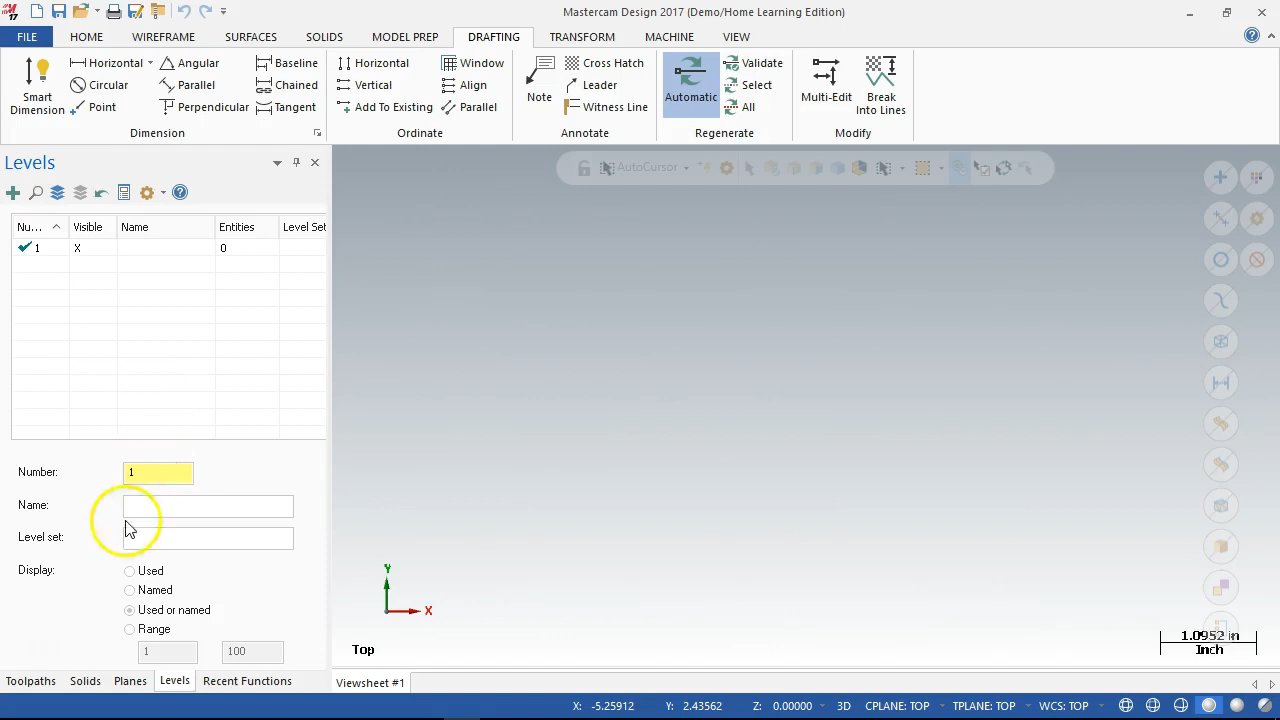 17
Mastercam Design 2017 (Demo/Home Learning Edition)
FILE HOME WIREFRAME SURFACES SOLIDS MODEL PREP DRAFTING TRANSFORM MACHINE VIEW
Smart Dimension
Horizontal
Circular
Point
Angular
Parallel
Perpendicular
Baseline
Chained
Tangent
Dimension
Horizontal
Vertical
Add To Existing
Window
Align
Parallel
Ordinate
Note
Cross Hatch
Leader
Witness Line
Annotate
Automatic
Validate
Select
All
Regenerate
Multi-Edit
Break
Into Lines
Modify
Levels
AutoCursor
Nu... Visible Name Entities Level Set
1 X 0
Number: 1
Name:
Level set:
Display:
Used
Named
Used or named
Range
1 100
Y
X
Top
1.0952 in
Inch
Toolpaths Solids Planes Levels Recent Functions
Viewsheet #1
X: -5.25912 Y: 2.43562 Z: 0.00000 3D CPLANE: TOP TPLANE: TOP WCS: TOP